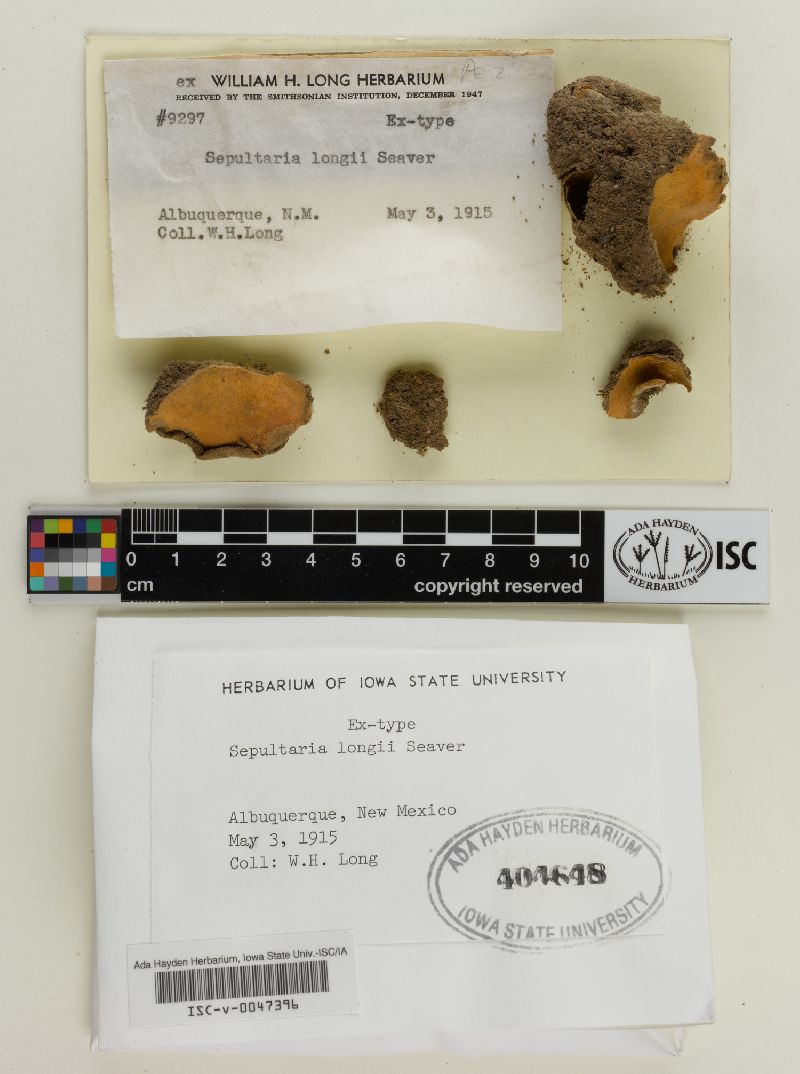 ex WILLIAM H. LONG HERBARIUM
RECEIVED BY THE SMITHSONIAN INSTITUTION, DECEMBER 1947
#9297 Ex-type
Sepultaria longii Seaver
Albuquerque, N.M. May 3, 1915
Coll.W.H.Long
0 1 2 3 4 5 6 7 8 9 10
cm copyright reserved
ADA HAYDEN
HERBARIUM
ISC
HERBARIUM OF IOWA STATE UNIVERSITY
Ex-type
Sepultaria longii Seaver
Albuquerque, New Mexico
May 3, 1915
Coll: W.H. Long
ADA HAYDEN HERBARIUM
404648
IOWA STATE UNIVERSITY
Ada Hayden Herbarium, Iowa State Univ.-ISC/IA
ISC-v-0047396